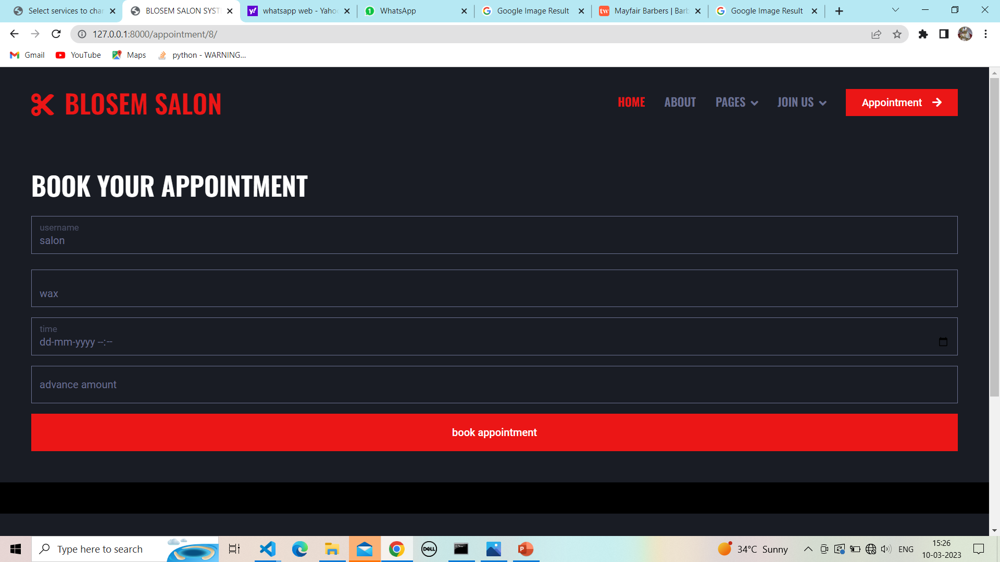 Select services to cha
BLOSEM SALON SYST
whatsapp web - Yaho
WhatsApp
Google Image Result
Mayfair Barbers | Barb
Google Image Result
127.0.0.1:8000/appointment/8/
Gmail
YouTube
Maps
python - WARNING...
BLOSEM SALON
HOME
ABOUT
PAGES
JOIN US
Appointment
BOOK YOUR APPOINTMENT
username
salon
wax
time
dd-mm-yyyy --:--
advance amount
book appointment
Type here to search
DELL
34°C Sunny
ENG
15:26
10-03-2023